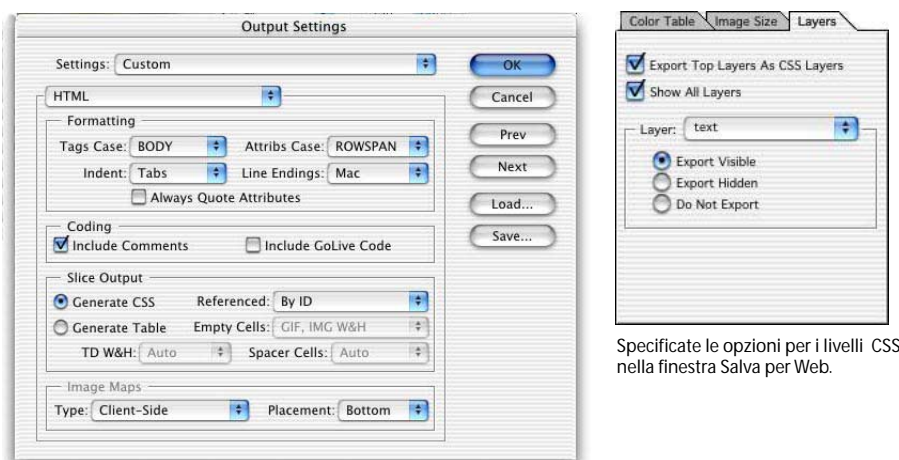 Output Settings
Settings: Custom
OK
HTML
Cancel
Formatting
Tags Case: BODY Attribs Case: ROWSPAN
Prev
Indent: Tabs Line Endings: Mac
Next
Always Quote Attributes
Load...
Coding
Include Comments Include GoLive Code
Save...
Slice Output
Generate CSS Referenced: By ID
Generate Table Empty Cells: GIF, IMG W&H
TD W&H: Auto Spacer Cells: Auto
Image Maps
Type: Client-Side Placement: Bottom
Color Table Image Size Layers
Export Top Layers As CSS Layers
Show All Layers
Layer: text
Export Visible
Export Hidden
Do Not Export
Specificate le opzioni per i livelli CSS
nella finestra Salva per Web.